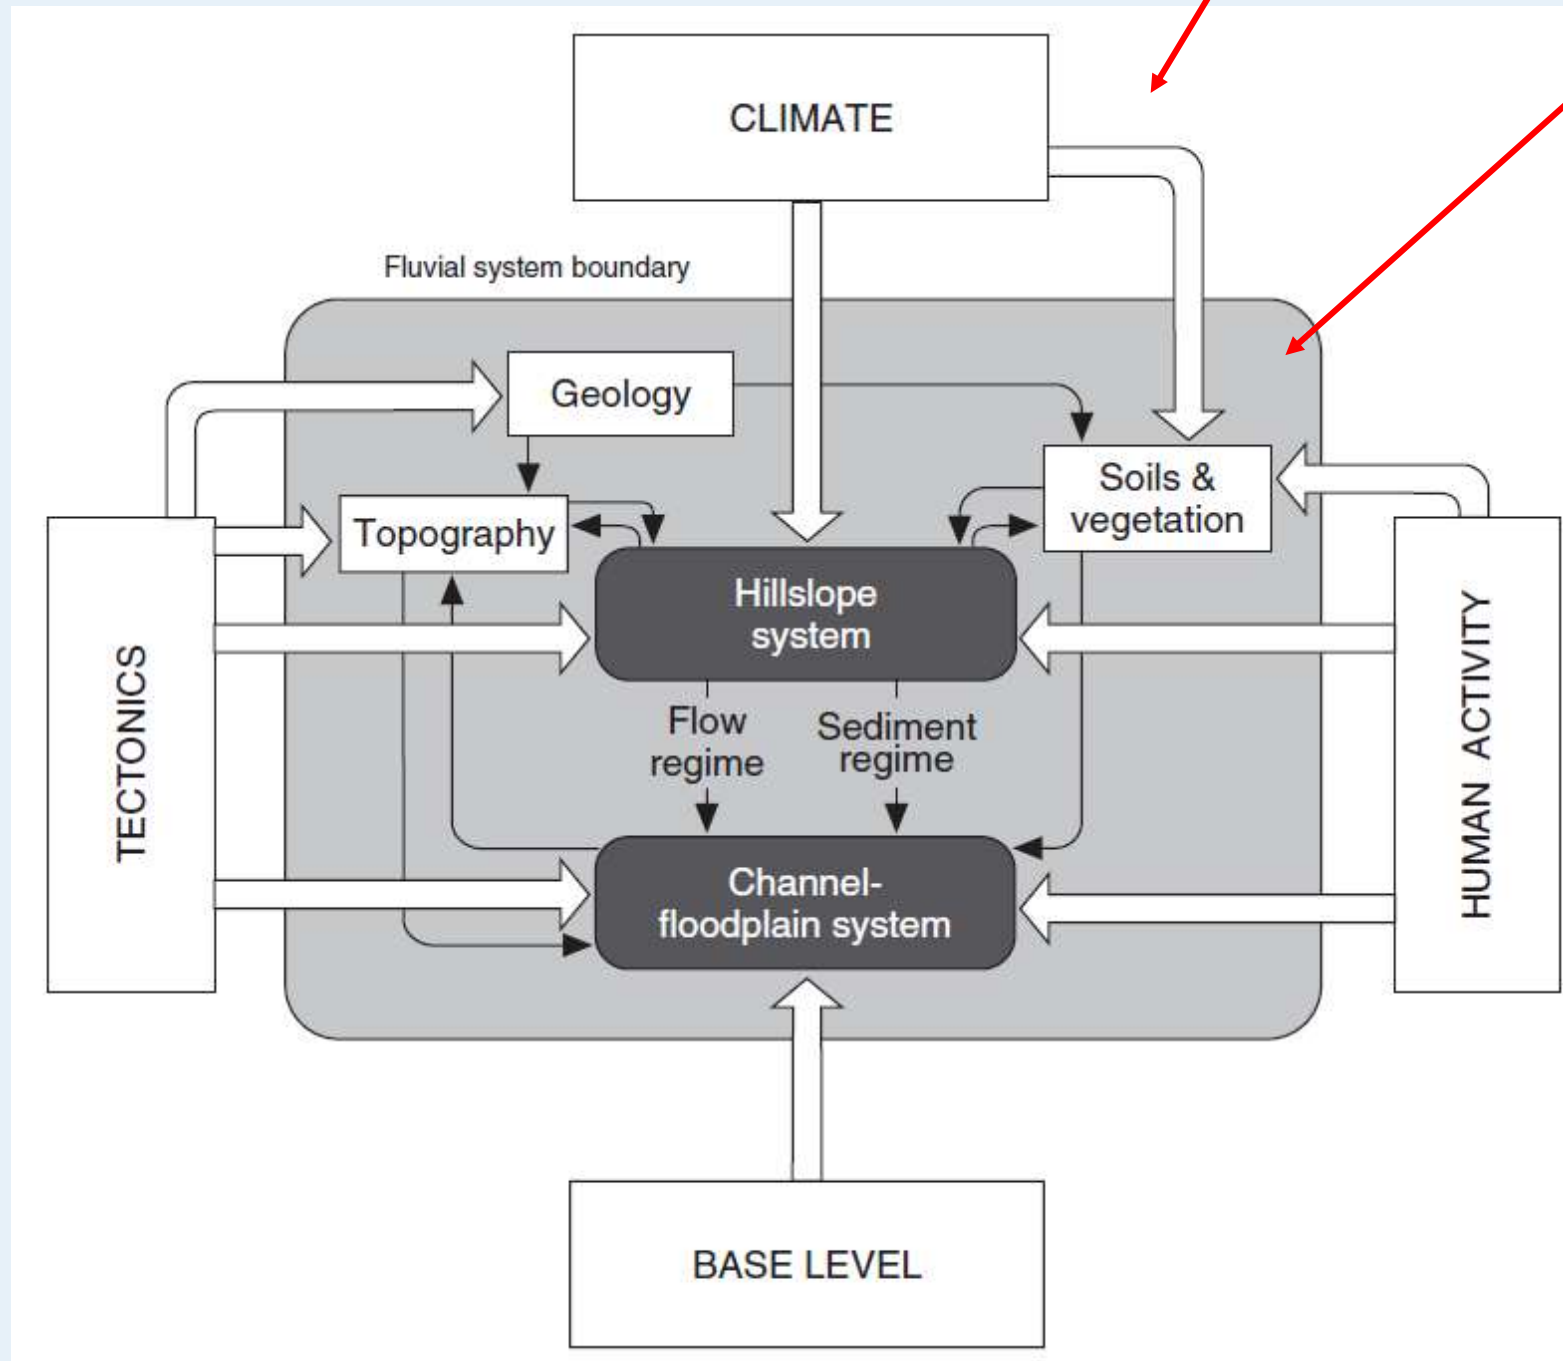 CLIMATE
Fluvial system boundary
Geology
Soils &
vegetation
Topography
Hillslope
system
TECTONICS
HUMAN ACTIVITY
Flow
regime
Sediment
regime
Channel-
floodplain system
BASE LEVEL